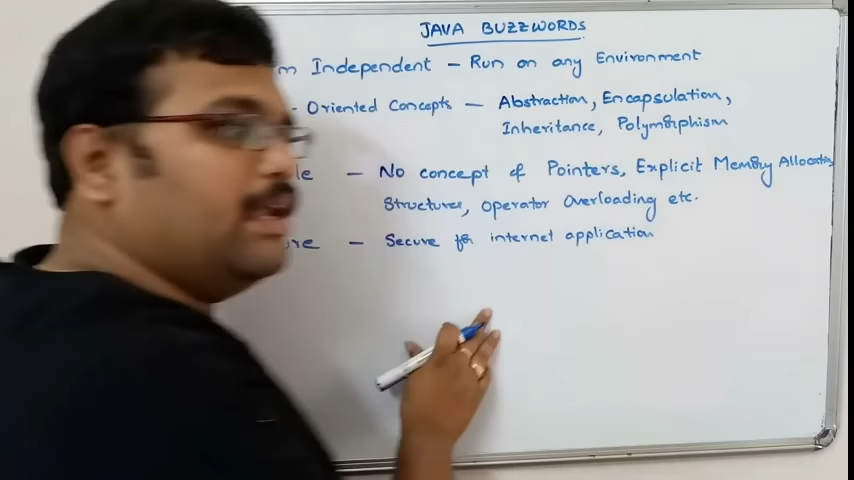 JAVA BUZZWORDS
m Independent - Run on any Environment
- Oriented Concepts - Abstraction, Encapsulation,
Inheritance, Polymorphism
le - No concept of Pointers, Explicit Memory Allocation,
Structures, operator overloading etc.
ure - Secure for internet application